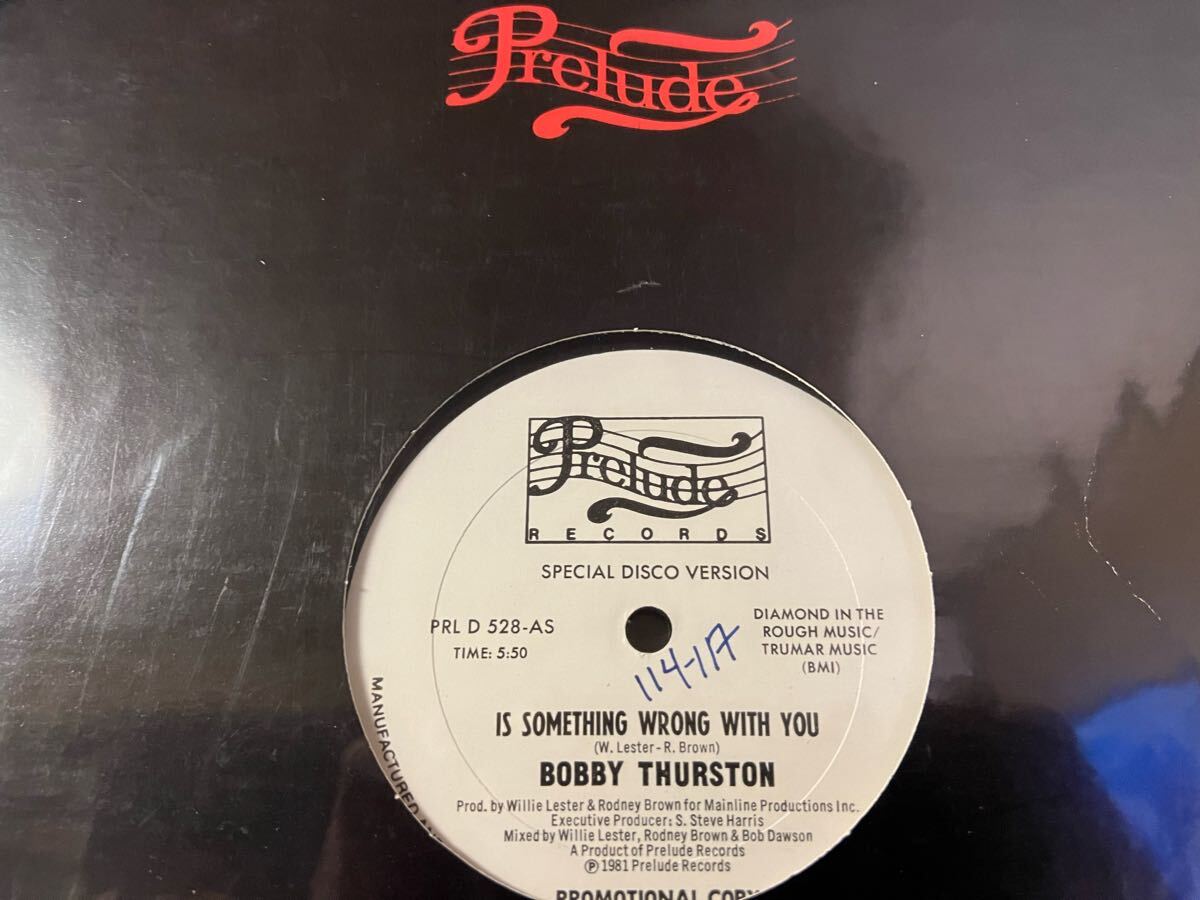 Prelude
Prelude
RECORDS
SPECIAL DISCO VERSION
PRL D 528-AS
TIME: 5:50
DIAMOND IN THE
ROUGH MUSIC/
TRUMAR MUSIC
(BMI)
IS SOMETHING WRONG WITH YOU
(W. Lester-R. Brown)
BOBBY THURSTON
Prod. by Willie Lester & Rodney Brown for Mainline Productions Inc.
Executive Producer: S. Steve Harris
Mixed by Willie Lester, Rodney Brown & Bob Dawson
A Product of Prelude Records
Ⓟ 1981 Prelude Records
PROMOTIONAL COPY
MANUFACTURED